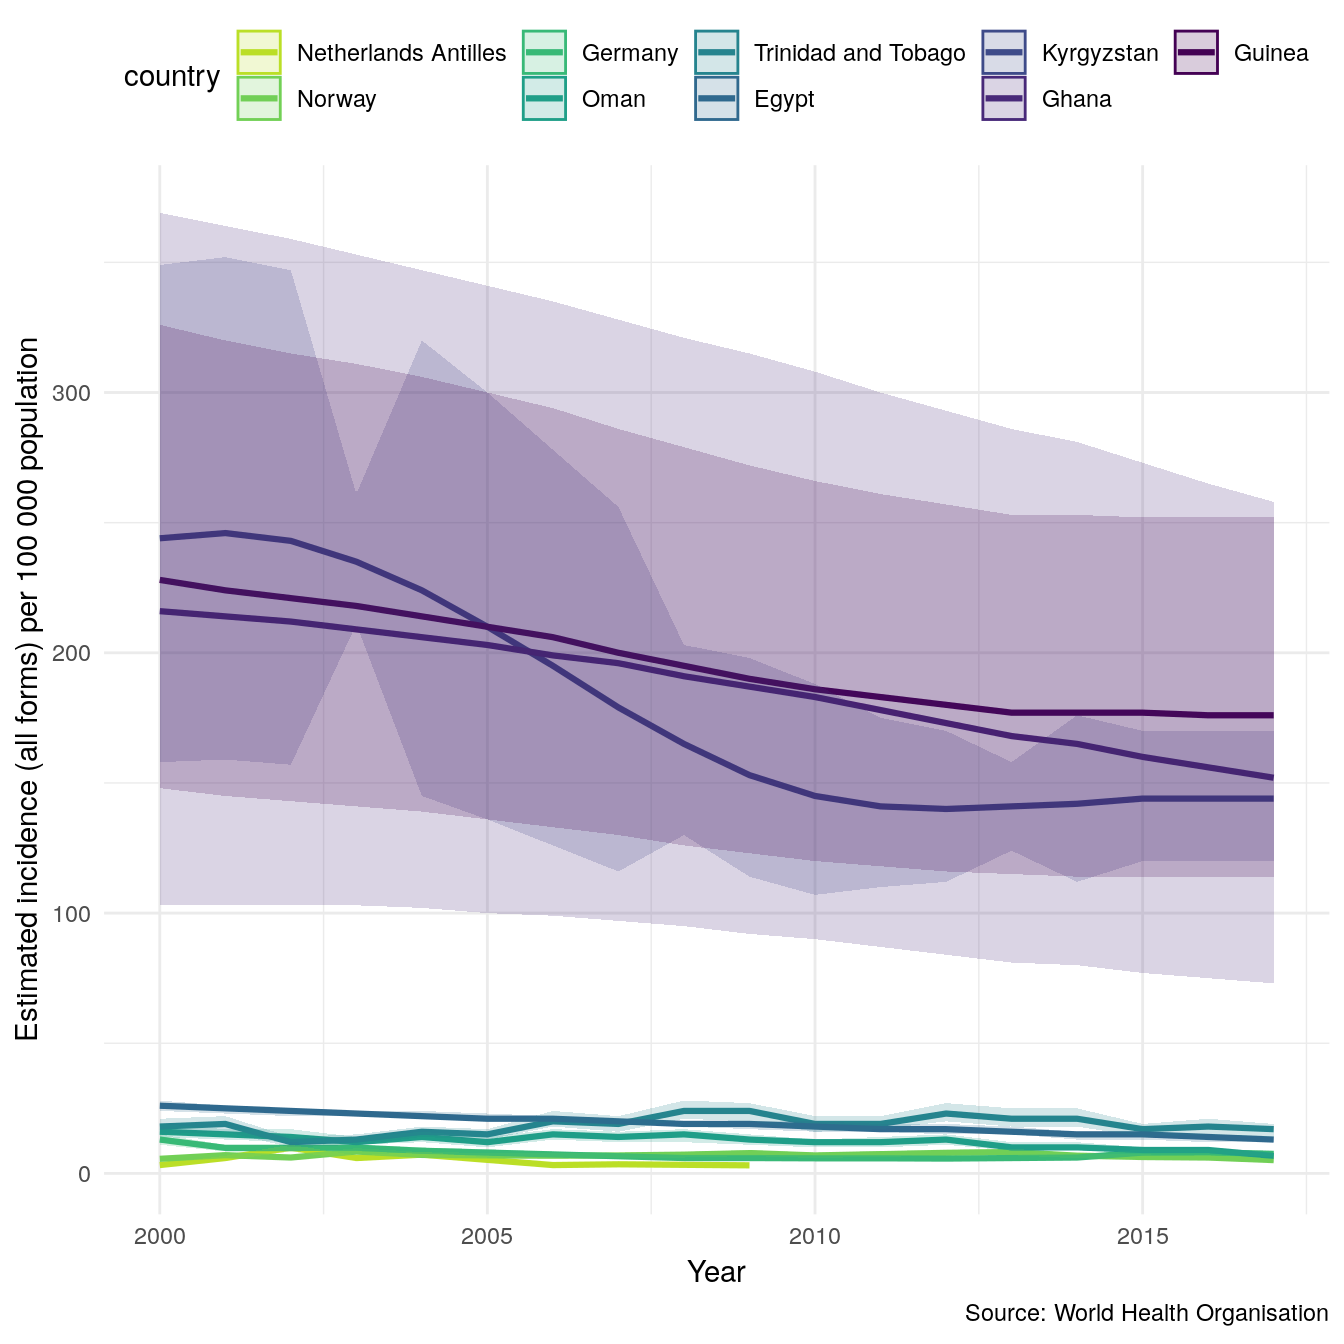 country
Netherlands Antilles
Germany
Trinidad and Tobago
Kyrgyzstan
Guinea
Norway
Oman
Egypt
Ghana
Estimated incidence (all forms) per 100 000 population
300
200
100
0
2000
2005
2010
2015
Year
Source: World Health Organisation